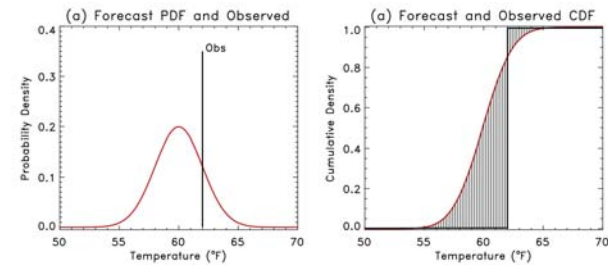 (a) Forecast PDF and Observed
0.4
0.3
0.2
0.1
0.0
Probability Density
Obs
50 55 60 65 70
Temperature (°F)
(a) Forecast and Observed CDF
1.0
0.8
0.6
0.4
0.2
0.0
Cumulative Density
50 55 60 65 70
Temperature (°F)